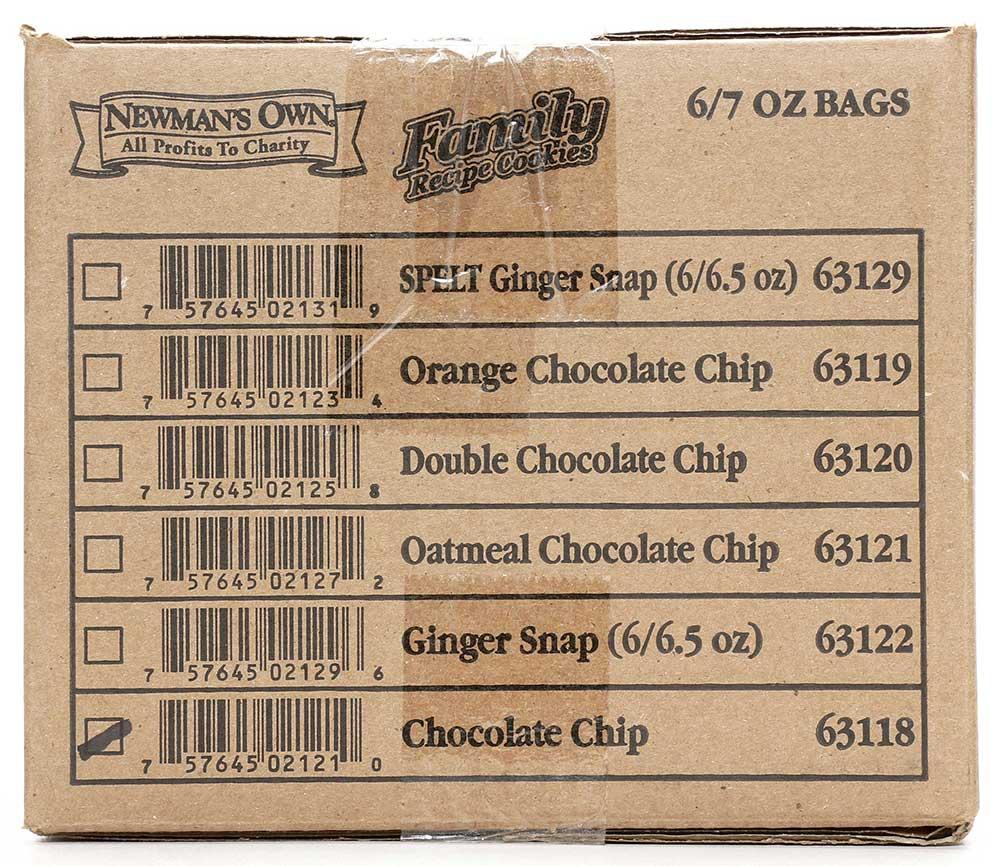 NEWMAN'S OWN.
All Profits To Charity
Family
Recipe Cookies
6/7 OZ BAGS
7 57645 02131 9 SPELT Ginger Snap (6/6.5 oz) 63129
7 57645 02123 4 Orange Chocolate Chip 63119
7 57645 02125 8 Double Chocolate Chip 63120
7 57645 02127 2 Oatmeal Chocolate Chip 63121
7 57645 02129 6 Ginger Snap (6/6.5 oz) 63122
7 57645 02121 0 Chocolate Chip 63118